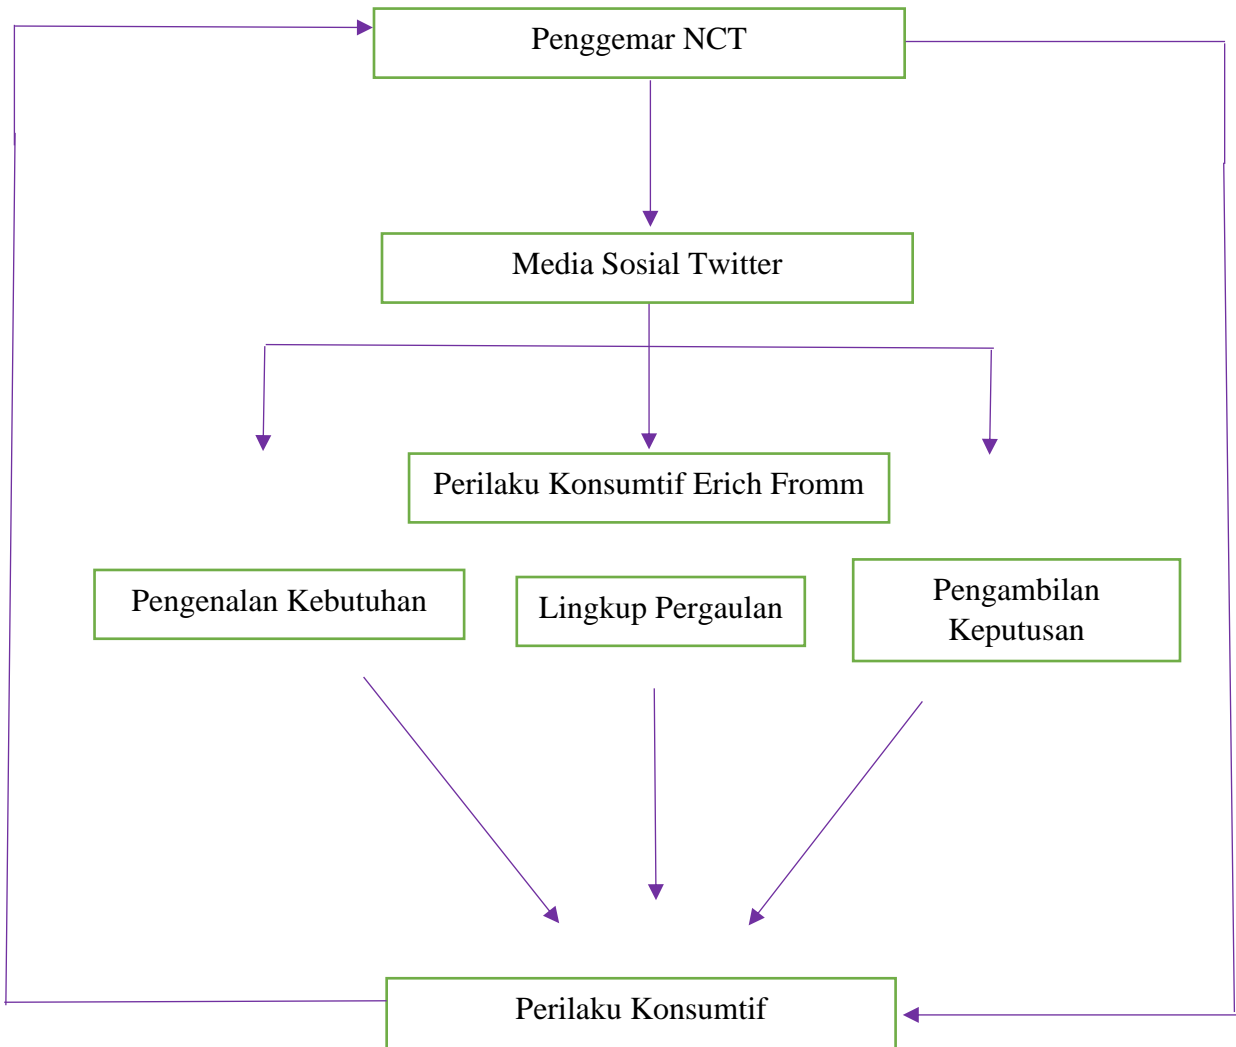 Penggemar NCT
Media Sosial Twitter
Perilaku Konsumtif Erich Fromm
Pengenalan Kebutuhan
Lingkup Pergaulan
Pengambilan
Keputusan
Perilaku Konsumtif